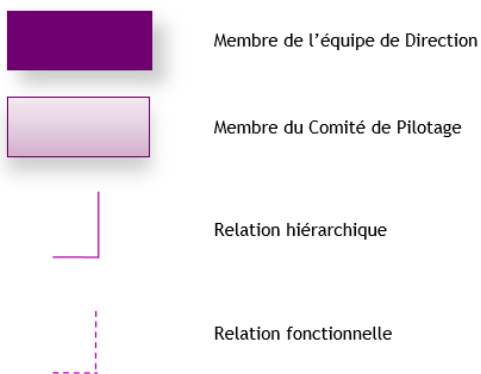 Membre de l’équipe de Direction
Membre du Comité de Pilotage
Relation hiérarchique
Relation fonctionnelle